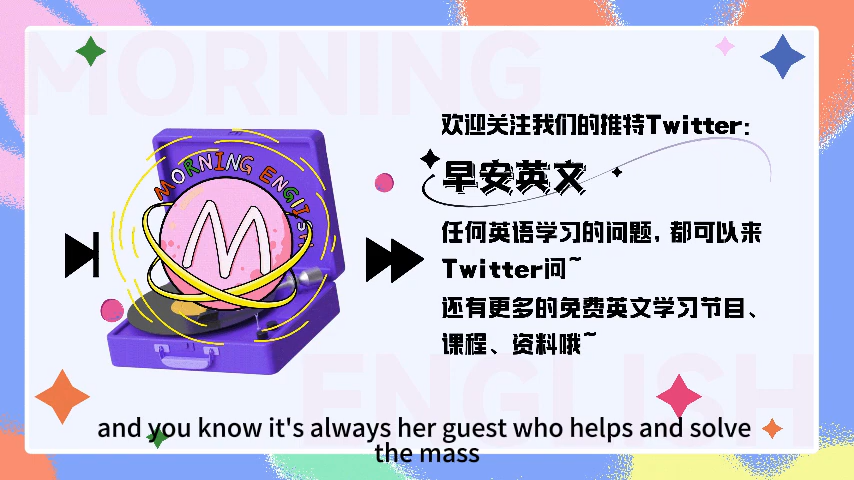 MORNING
欢迎关注我们的推特Twitter:
早安英文
MORNING ENGLISH
M
任何英语学习的问题, 都可以来
Twitter问~
还有更多的免费英文学习节目、
课程、资料哦~
ENGLISH
and you know it's always her guest who helps and solve
the mass